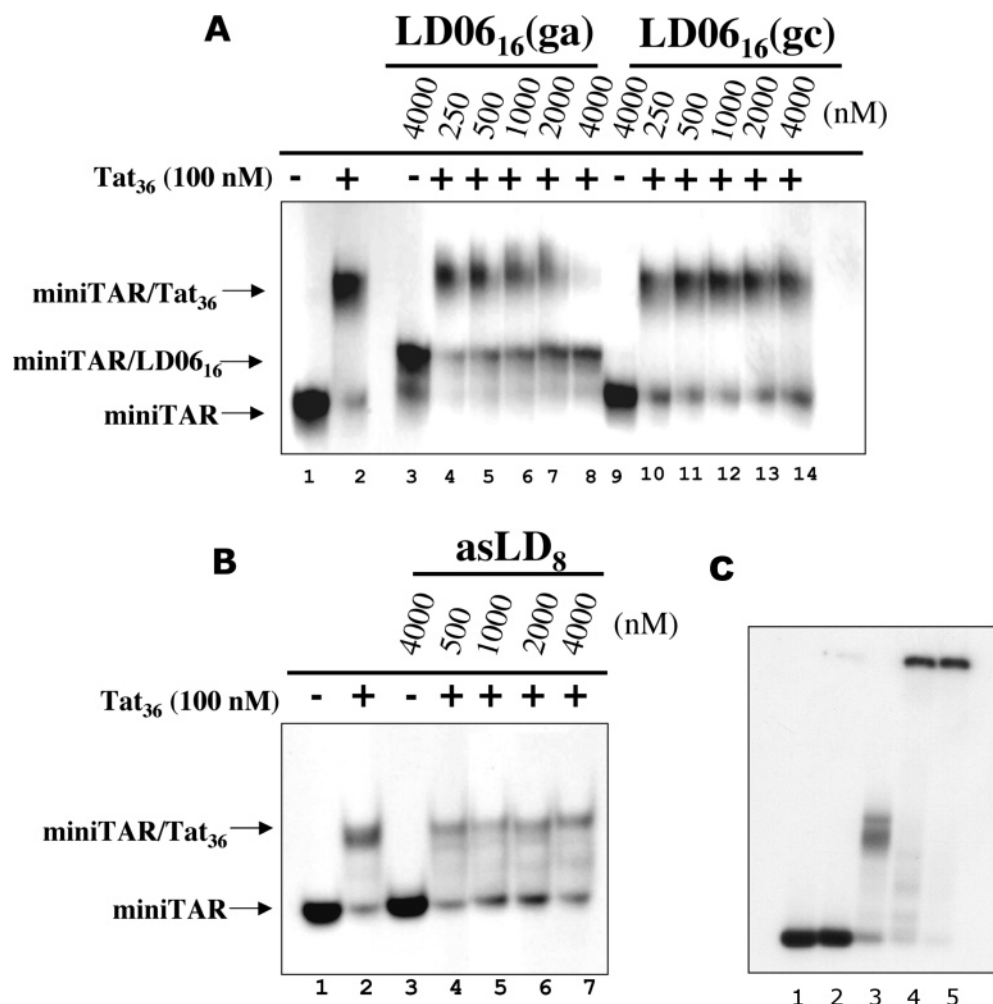 A
LD06₁₆(ga) LD06₁₆(gc)
4000 250 500 1000 2000 4000 4000 250 500 1000 2000 4000 (nM)
Tat₃₆ (100 nM) - + - + + + + + - + + + + +
miniTAR/Tat₃₆
miniTAR/LD06₁₆
miniTAR
1 2 3 4 5 6 7 8 9 10 11 12 13 14
B
asLD₈
4000 500 1000 2000 4000 (nM)
Tat₃₆ (100 nM) - + - + + + +
miniTAR/Tat₃₆
miniTAR
1 2 3 4 5 6 7
C
1 2 3 4 5